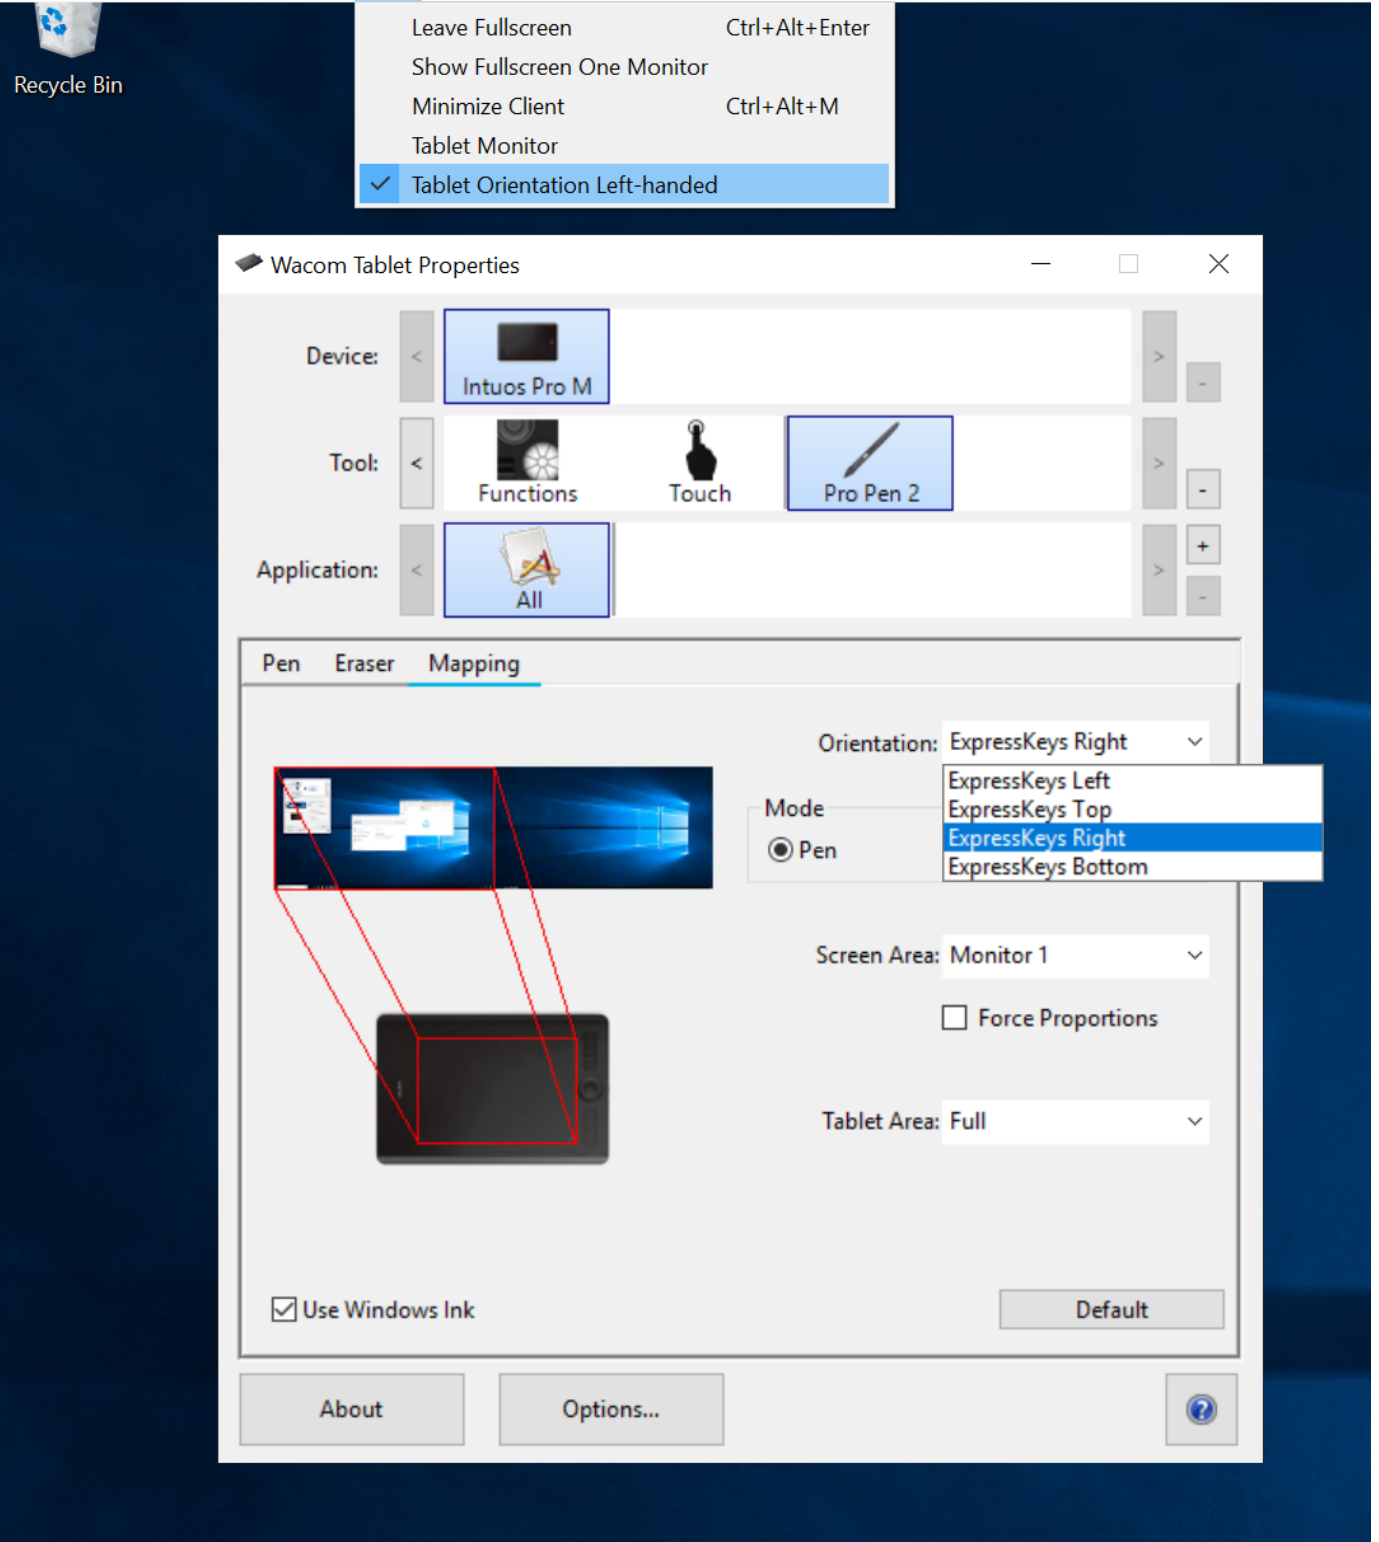 Leave Fullscreen Ctrl+Alt+Enter
Show Fullscreen One Monitor
Minimize Client Ctrl+Alt+M
Tablet Monitor
Tablet Orientation Left-handed
Recycle Bin
Wacom Tablet Properties
Device: < Intuos Pro M > -
Tool: < Functions Touch Pro Pen 2 > -
Application: < All > + -
Pen Eraser Mapping
Orientation: ExpressKeys Right
ExpressKeys Left
ExpressKeys Top
ExpressKeys Right
ExpressKeys Bottom
Mode
Pen
Screen Area: Monitor 1
Force Proportions
Tablet Area: Full
Use Windows Ink
Default
About
Options...
?